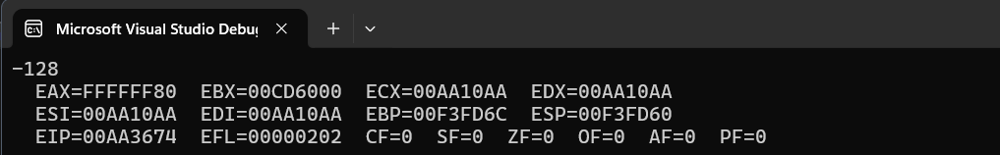 Microsoft Visual Studio Debug
-128
EAX=FFFFFF80 EBX=00CD6000 ECX=00AA10AA EDX=00AA10AA
ESI=00AA10AA EDI=00AA10AA EBP=00F3FD6C ESP=00F3FD60
EIP=00AA3674 EFL=00000202 CF=0 SF=0 ZF=0 OF=0 AF=0 PF=0